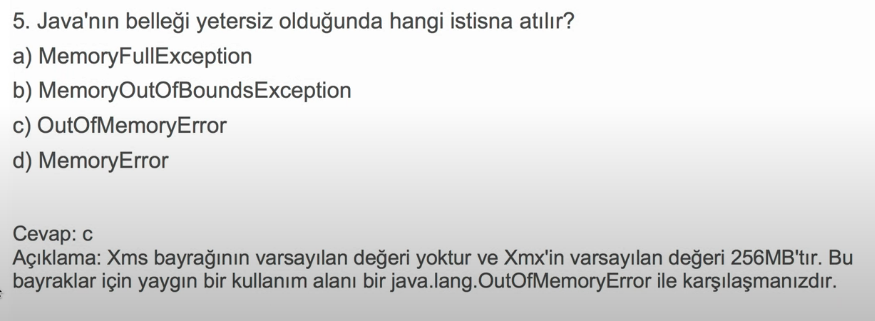 5. Java'nın belleği yetersiz olduğunda hangi istisna atılır?
a) MemoryFullException
b) MemoryOutOfBoundsException
c) OutOfMemoryError
d) MemoryError
Cevap: c
Açıklama: Xms bayrağının varsayılan değeri yoktur ve Xmx'in varsayılan değeri 256MB'tır. Bu
bayraklar için yaygın bir kullanım alanı bir java.lang.OutOfMemoryError ile karşılaşmanızdır.